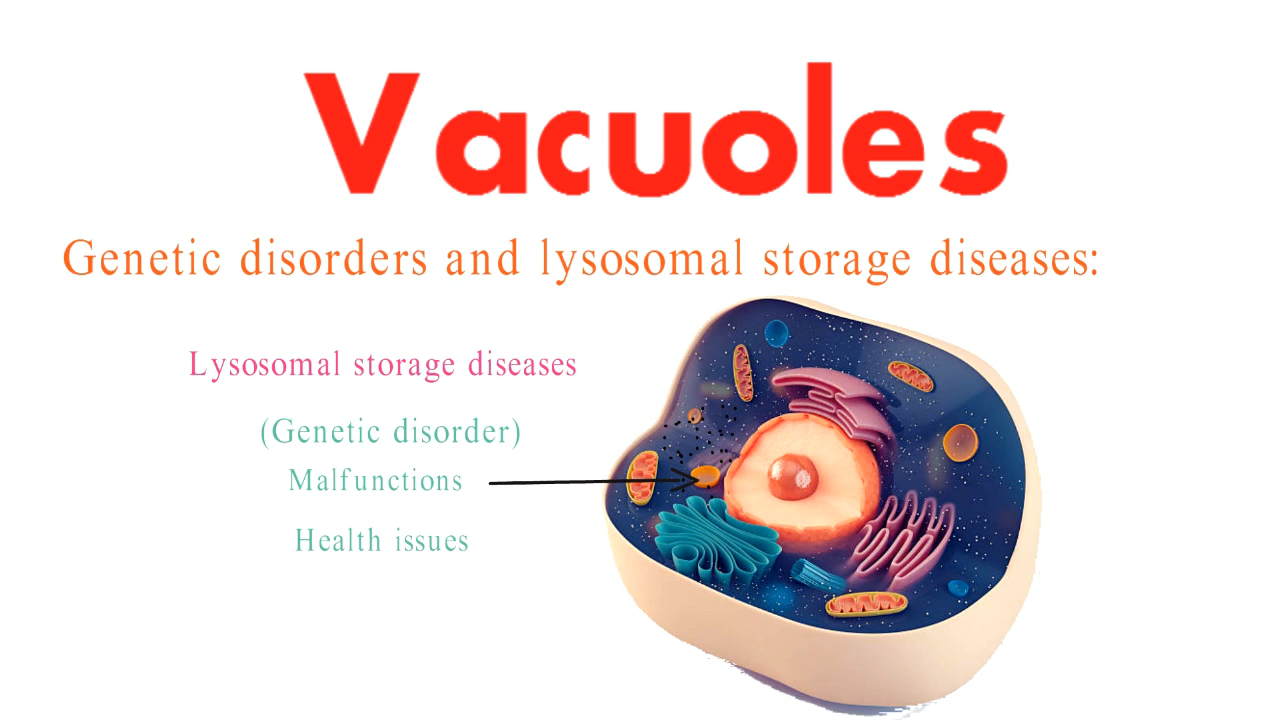 Vacuoles
Genetic disorders and lysosomal storage diseases:
Lysosomal storage diseases
(Genetic disorder)
Malfunctions
Health issues